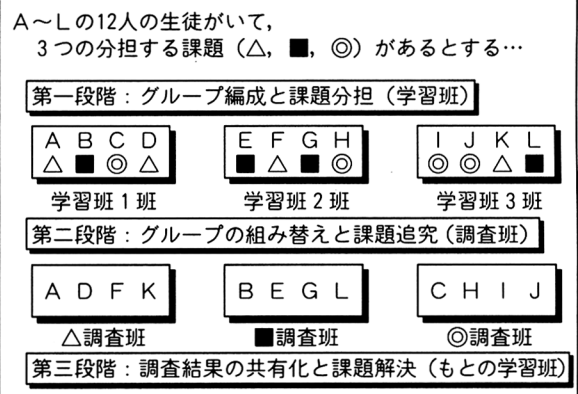 A～Lの12人の生徒がいて，
3つの分担する課題（△，■，◎）があるとする…
第一段階：グループ編成と課題分担（学習班）
A B C D
△ ■ ◎ △
E F G H
■ △ ■ ◎
I J K L
◎ ◎ △ ■
学習班1班 学習班2班 学習班3班
第二段階：グループの組み替えと課題追究（調査班）
A D F K
B E G L
C H I J
△調査班 ■調査班 ◎調査班
第三段階：調査結果の共有化と課題解決（もとの学習班）